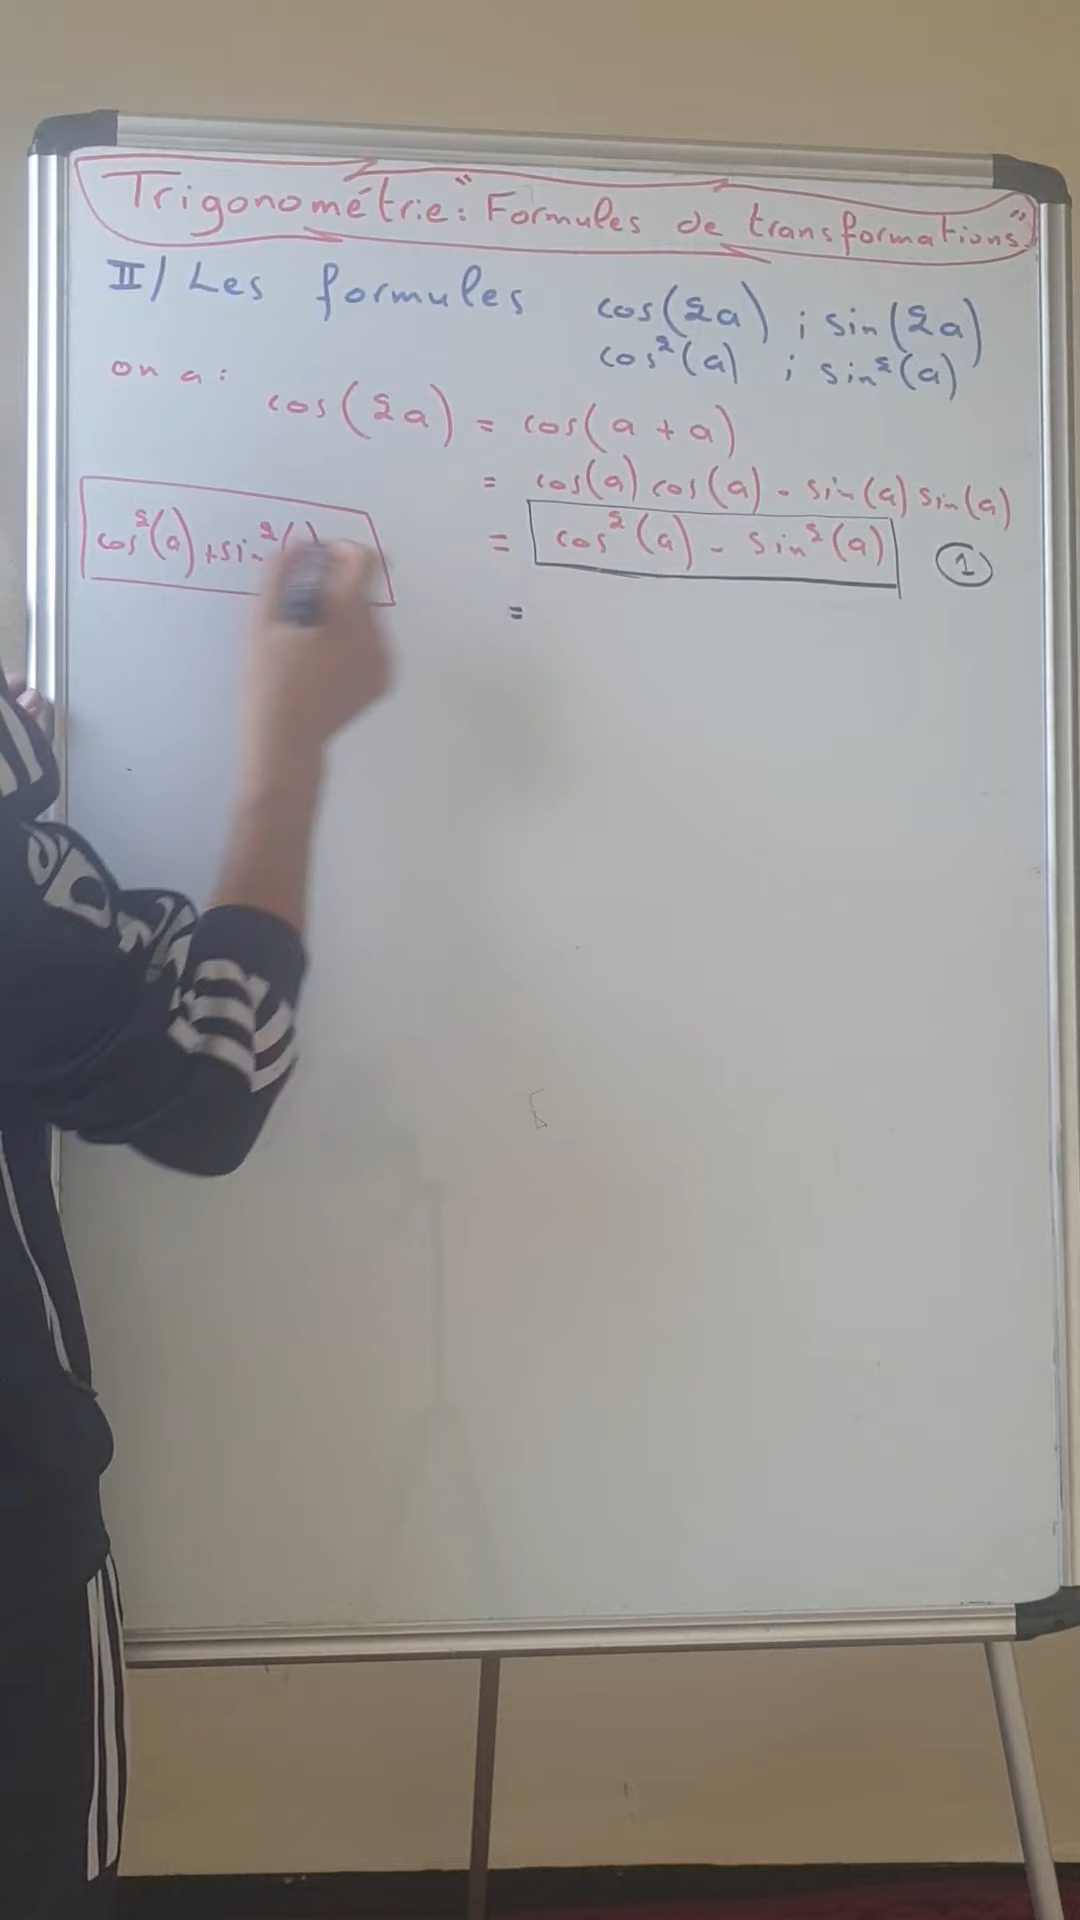 Trigonométrie: "Formules de transformations"
II/ Les formules cos(2a) ; sin(2a)
cos²(a) ; sin²(a)
on a:
cos(2a) = cos(a + a)
= cos(a) cos(a) - sin(a) sin(a)
cos²(a) + sin²(
= cos²(a) - sin²(a) 1
=